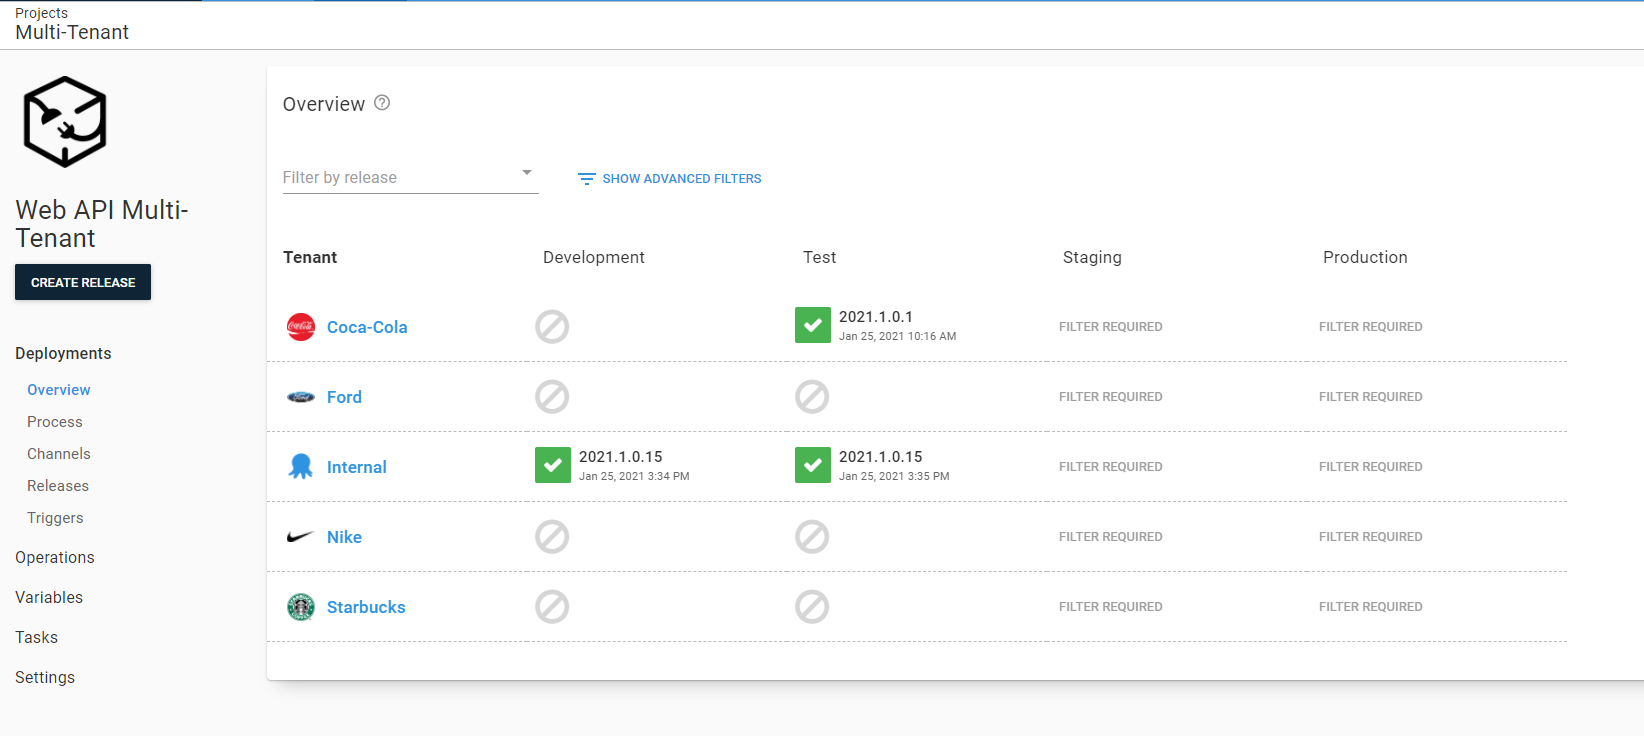 Projects
Multi-Tenant
Web API Multi-
Tenant
CREATE RELEASE
Deployments
Overview
Process
Channels
Releases
Triggers
Operations
Variables
Tasks
Settings
Overview ?
Filter by release
SHOW ADVANCED FILTERS
Tenant Development Test Staging Production
Coca-Cola 2021.1.0.1 FILTER REQUIRED FILTER REQUIRED
Jan 25, 2021 10:16 AM
Ford FILTER REQUIRED FILTER REQUIRED
Internal 2021.1.0.15 2021.1.0.15 FILTER REQUIRED FILTER REQUIRED
Jan 25, 2021 3:34 PM Jan 25, 2021 3:35 PM
Nike FILTER REQUIRED FILTER REQUIRED
Starbucks FILTER REQUIRED FILTER REQUIRED